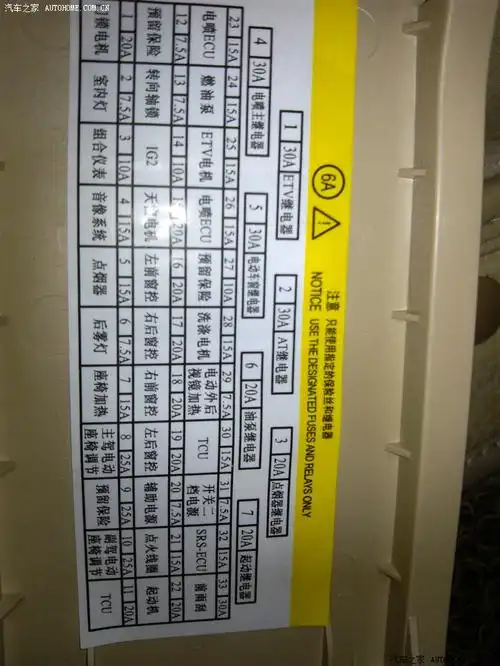 汽车之家 AUTOHOME.COM.CN
注意 只能使用指定的保险丝和继电器
6A NOTICE USE THE DESIGNATED FUSES AND RELAYS ONLY
1 30A ETV继电器 2 30A AT继电器 3 20A 点烟器继电器
4 30A 电喷主继电器 5 30A 电动车窗继电器 6 20A 油泵继电器 7 20A 起动继电器
23 15A 24 15A 25 15A 26 15A 27 10A 28 15A 29 7.5A 30 15A 31 7.5A 32 15A 33 30A
电喷ECU 燃油泵 ETV电机 电喷ECU 预留保险 洗涤电机 电动外后视镜加热 TCU 开关二档电源 SRS-ECU 前雨刮
12 7.5A 13 7.5A 14 10A 20A 16 20A 17 20A 18 20A 19 20A 20 7.5A 21 15A 22 20A
预留保险 转向轴锁 IG2 电机 左前窗控 右后窗控 右前窗控 左后窗控 辅助电源 点火线圈 起动机
1 20A 2 7.5A 3 10A 4 15A 5 15A 6 7.5A 7 15A 8 25A 9 25A 10 25A 11 20A
锁电机 室内灯 组合仪表 音像系统 点烟器 后雾灯 座椅加热 主驾电动座椅调节 预留保险 副驾电动座椅调节 TCU
汽车之家 AUTOHOME.COM.CN